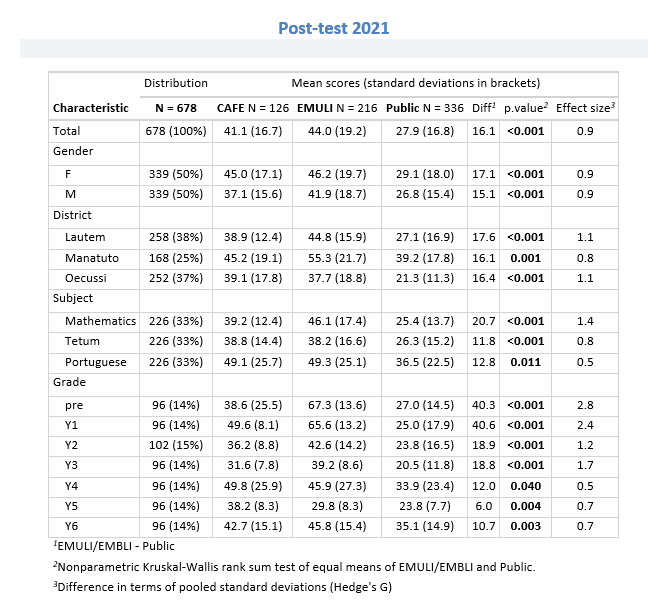 Post-test 2021
Distribution Mean scores (standard deviations in brackets)
Characteristic N = 678 CAFE N = 126 EMULI N = 216 Public N = 336 Diff¹ p.value² Effect size³
Total 678 (100%) 41.1 (16.7) 44.0 (19.2) 27.9 (16.8) 16.1 <0.001 0.9
Gender
F 339 (50%) 45.0 (17.1) 46.2 (19.7) 29.1 (18.0) 17.1 <0.001 0.9
M 339 (50%) 37.1 (15.6) 41.9 (18.7) 26.8 (15.4) 15.1 <0.001 0.9
District
Lautem 258 (38%) 38.9 (12.4) 44.8 (15.9) 27.1 (16.9) 17.6 <0.001 1.1
Manatuto 168 (25%) 45.2 (19.1) 55.3 (21.7) 39.2 (17.8) 16.1 0.001 0.8
Oecussi 252 (37%) 39.1 (17.8) 37.7 (18.8) 21.3 (11.3) 16.4 <0.001 1.1
Subject
Mathematics 226 (33%) 39.2 (12.4) 46.1 (17.4) 25.4 (13.7) 20.7 <0.001 1.4
Tetum 226 (33%) 38.8 (14.4) 38.2 (16.6) 26.3 (15.2) 11.8 <0.001 0.8
Portuguese 226 (33%) 49.1 (25.7) 49.3 (25.1) 36.5 (22.5) 12.8 0.011 0.5
Grade
pre 96 (14%) 38.6 (25.5) 67.3 (13.6) 27.0 (14.5) 40.3 <0.001 2.8
Y1 96 (14%) 49.6 (8.1) 65.6 (13.2) 25.0 (17.9) 40.6 <0.001 2.4
Y2 102 (15%) 36.2 (8.8) 42.6 (14.2) 23.8 (16.5) 18.9 <0.001 1.2
Y3 96 (14%) 31.6 (7.8) 39.2 (8.6) 20.5 (11.8) 18.8 <0.001 1.7
Y4 96 (14%) 49.8 (25.9) 45.9 (27.3) 33.9 (23.4) 12.0 0.040 0.5
Y5 96 (14%) 38.2 (8.3) 29.8 (8.3) 23.8 (7.7) 6.0 0.004 0.7
Y6 96 (14%) 42.7 (15.1) 45.8 (15.4) 35.1 (14.9) 10.7 0.003 0.7
¹EMULI/EMBLI - Public
²Nonparametric Kruskal-Wallis rank sum test of equal means of EMULI/EMBLI and Public.
³Difference in terms of pooled standard deviations (Hedge's G)